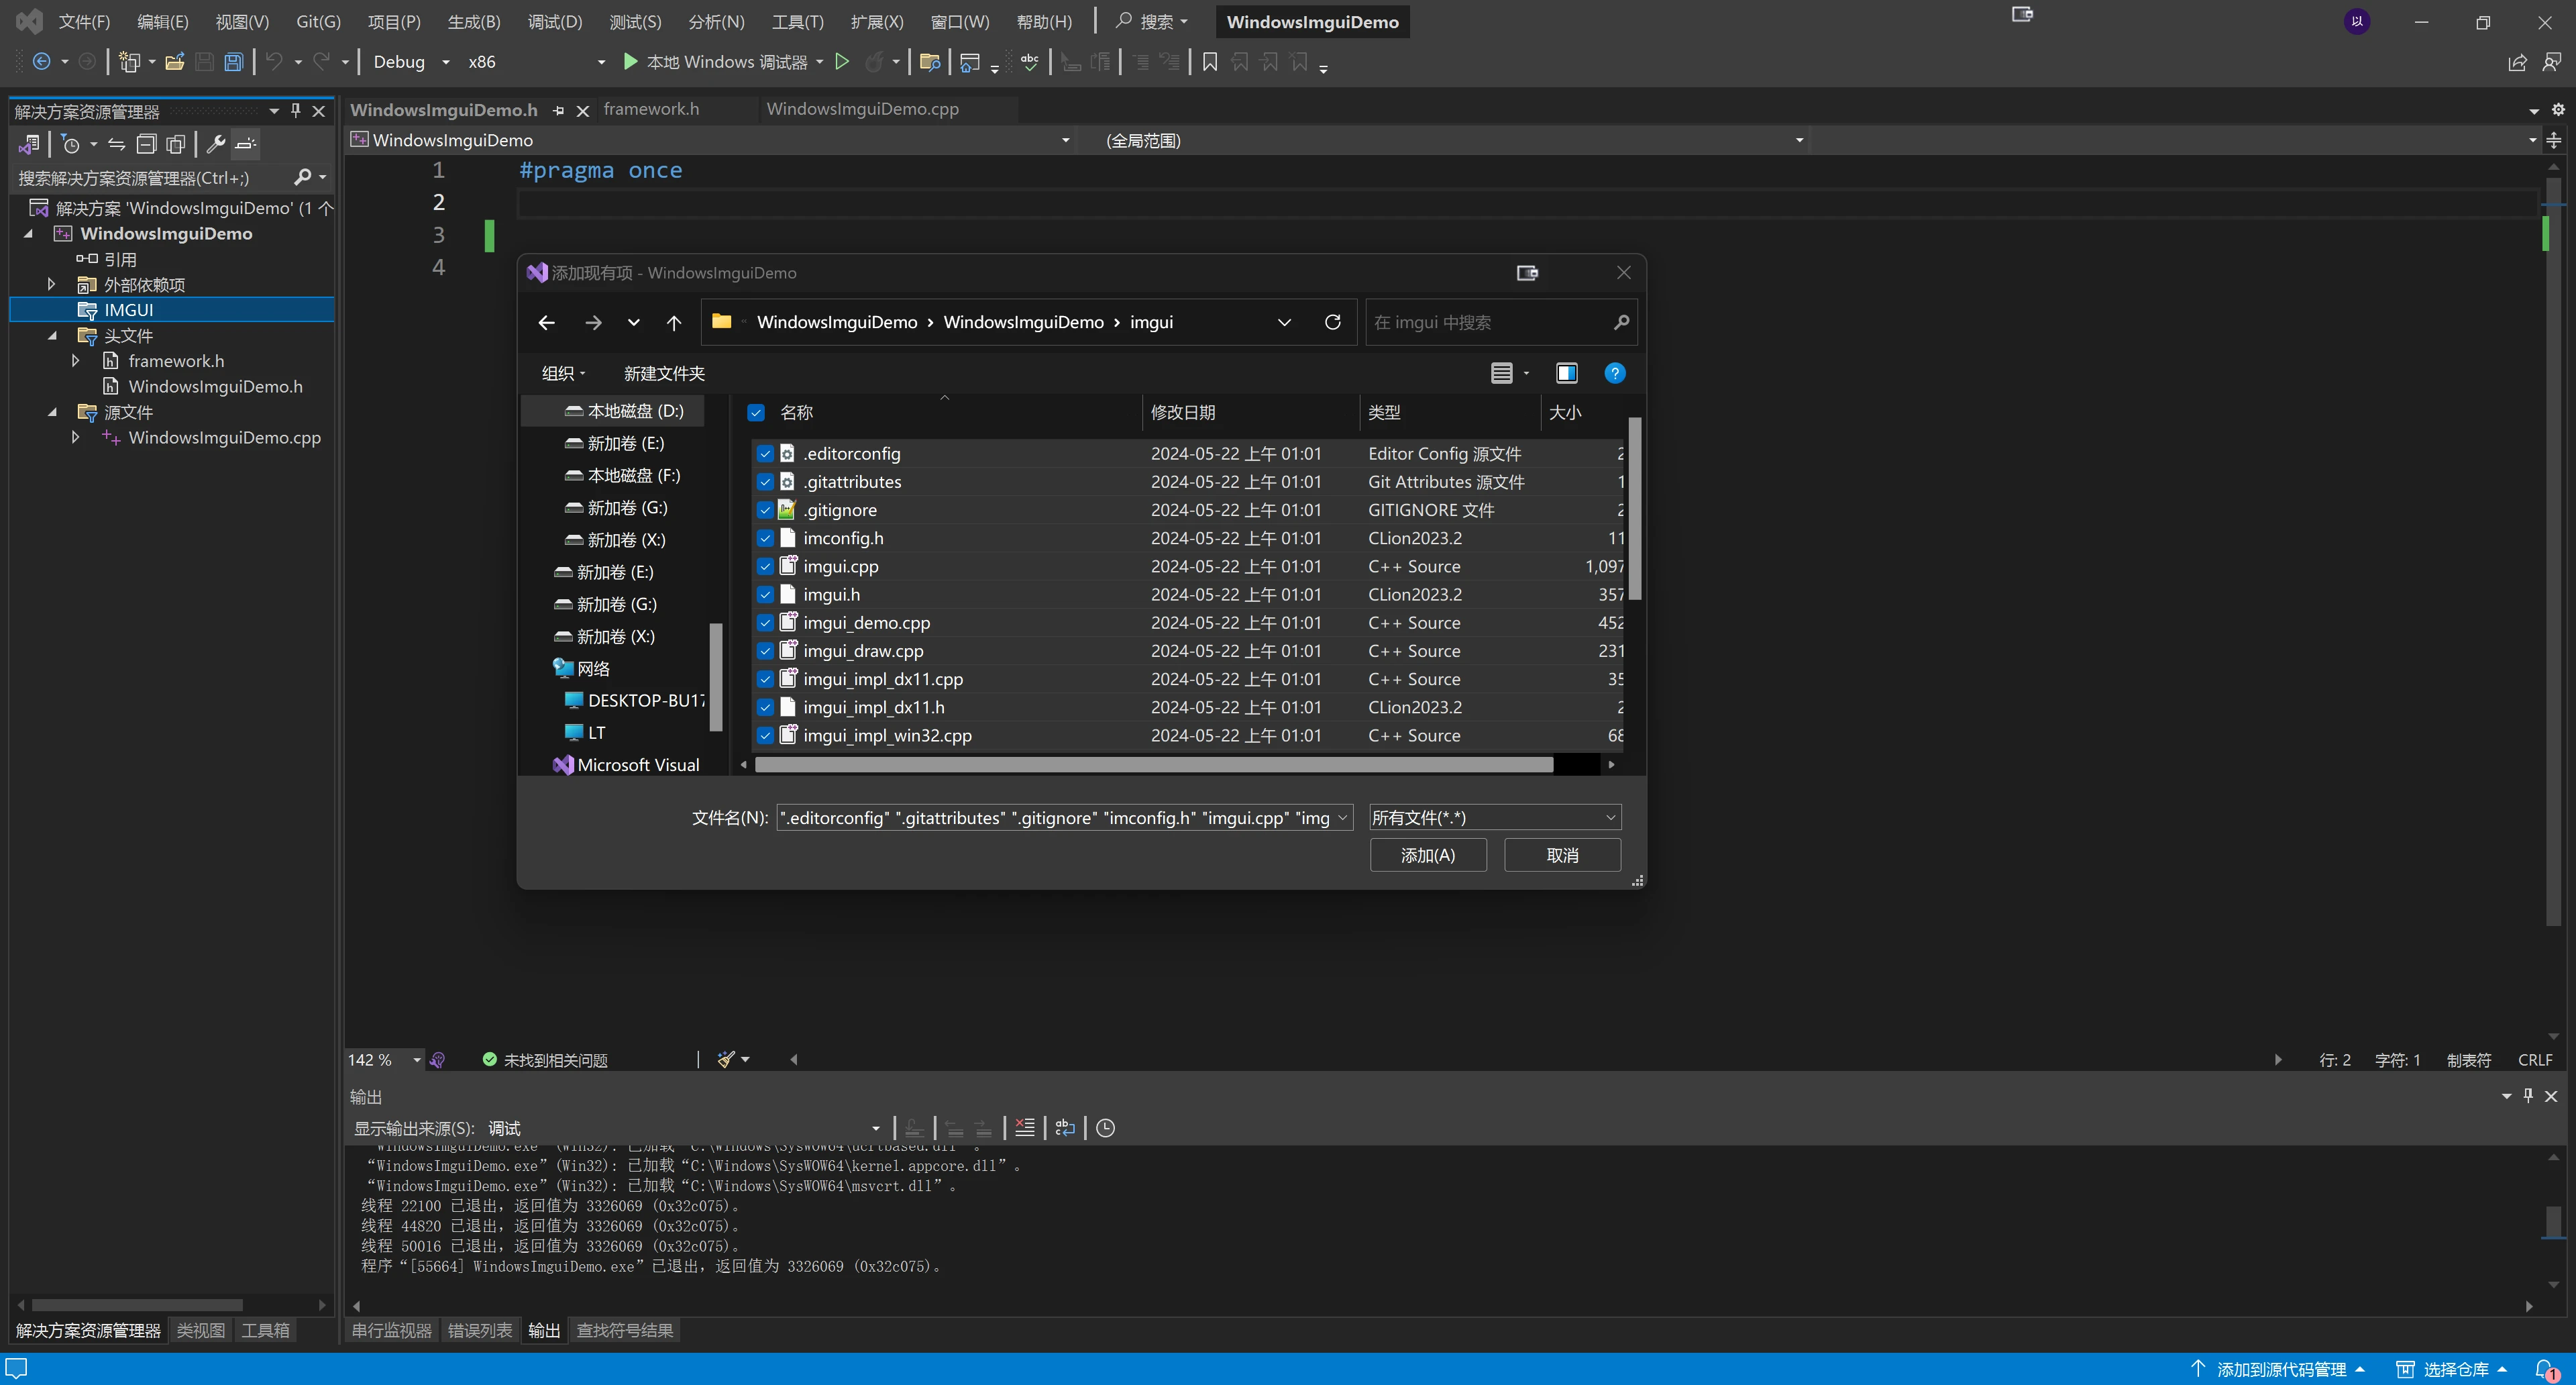 文件(F) 编辑(E) 视图(V) Git(G) 项目(P) 生成(B) 调试(D) 测试(S) 分析(N) 工具(T) 扩展(X) 窗口(W) 帮助(H) 搜索 WindowsImguiDemo 以
Debug x86 本地 Windows 调试器
解决方案资源管理器
搜索解决方案资源管理器(Ctrl+;)
解决方案 'WindowsImguiDemo' (1 个
WindowsImguiDemo
引用
外部依赖项
IMGUI
头文件
framework.h
WindowsImguiDemo.h
源文件
WindowsImguiDemo.cpp
WindowsImguiDemo.h framework.h WindowsImguiDemo.cpp
WindowsImguiDemo (全局范围)
1 #pragma once
2
3
4
添加现有项 - WindowsImguiDemo
« WindowsImguiDemo › WindowsImguiDemo › imgui
在 imgui 中搜索
组织 新建文件夹
本地磁盘 (D:)
新加卷 (E:)
本地磁盘 (F:)
新加卷 (G:)
新加卷 (X:)
新加卷 (E:)
新加卷 (G:)
新加卷 (X:)
网络
DESKTOP-BU17
LT
Microsoft Visual
名称 修改日期 类型 大小
.editorconfig 2024-05-22 上午 01:01 Editor Config 源文件 2
.gitattributes 2024-05-22 上午 01:01 Git Attributes 源文件 1
.gitignore 2024-05-22 上午 01:01 GITIGNORE 文件 2
imconfig.h 2024-05-22 上午 01:01 CLion2023.2 11
imgui.cpp 2024-05-22 上午 01:01 C++ Source 1,097
imgui.h 2024-05-22 上午 01:01 CLion2023.2 357
imgui_demo.cpp 2024-05-22 上午 01:01 C++ Source 452
imgui_draw.cpp 2024-05-22 上午 01:01 C++ Source 231
imgui_impl_dx11.cpp 2024-05-22 上午 01:01 C++ Source 35
imgui_impl_dx11.h 2024-05-22 上午 01:01 CLion2023.2 2
imgui_impl_win32.cpp 2024-05-22 上午 01:01 C++ Source 68
文件名(N): ".editorconfig" ".gitattributes" ".gitignore" "imconfig.h" "imgui.cpp" "img 所有文件(*.*)
添加(A) 取消
142 % 未找到相关问题 行: 2 字符: 1 制表符 CRLF
输出
显示输出来源(S): 调试
“WindowsImguiDemo.exe”(Win32): 已加载“C:\Windows\SysWOW64\ucrtbased.dll”。
“WindowsImguiDemo.exe”(Win32): 已加载“C:\Windows\SysWOW64\kernel.appcore.dll”。
“WindowsImguiDemo.exe”(Win32): 已加载“C:\Windows\SysWOW64\msvcrt.dll”。
线程 22100 已退出，返回值为 3326069 (0x32c075)。
线程 44820 已退出，返回值为 3326069 (0x32c075)。
线程 50016 已退出，返回值为 3326069 (0x32c075)。
程序“[55664] WindowsImguiDemo.exe”已退出，返回值为 3326069 (0x32c075)。
解决方案资源管理器 类视图 工具箱 串行监视器 错误列表 输出 查找符号结果
添加到源代码管理 选择仓库 1